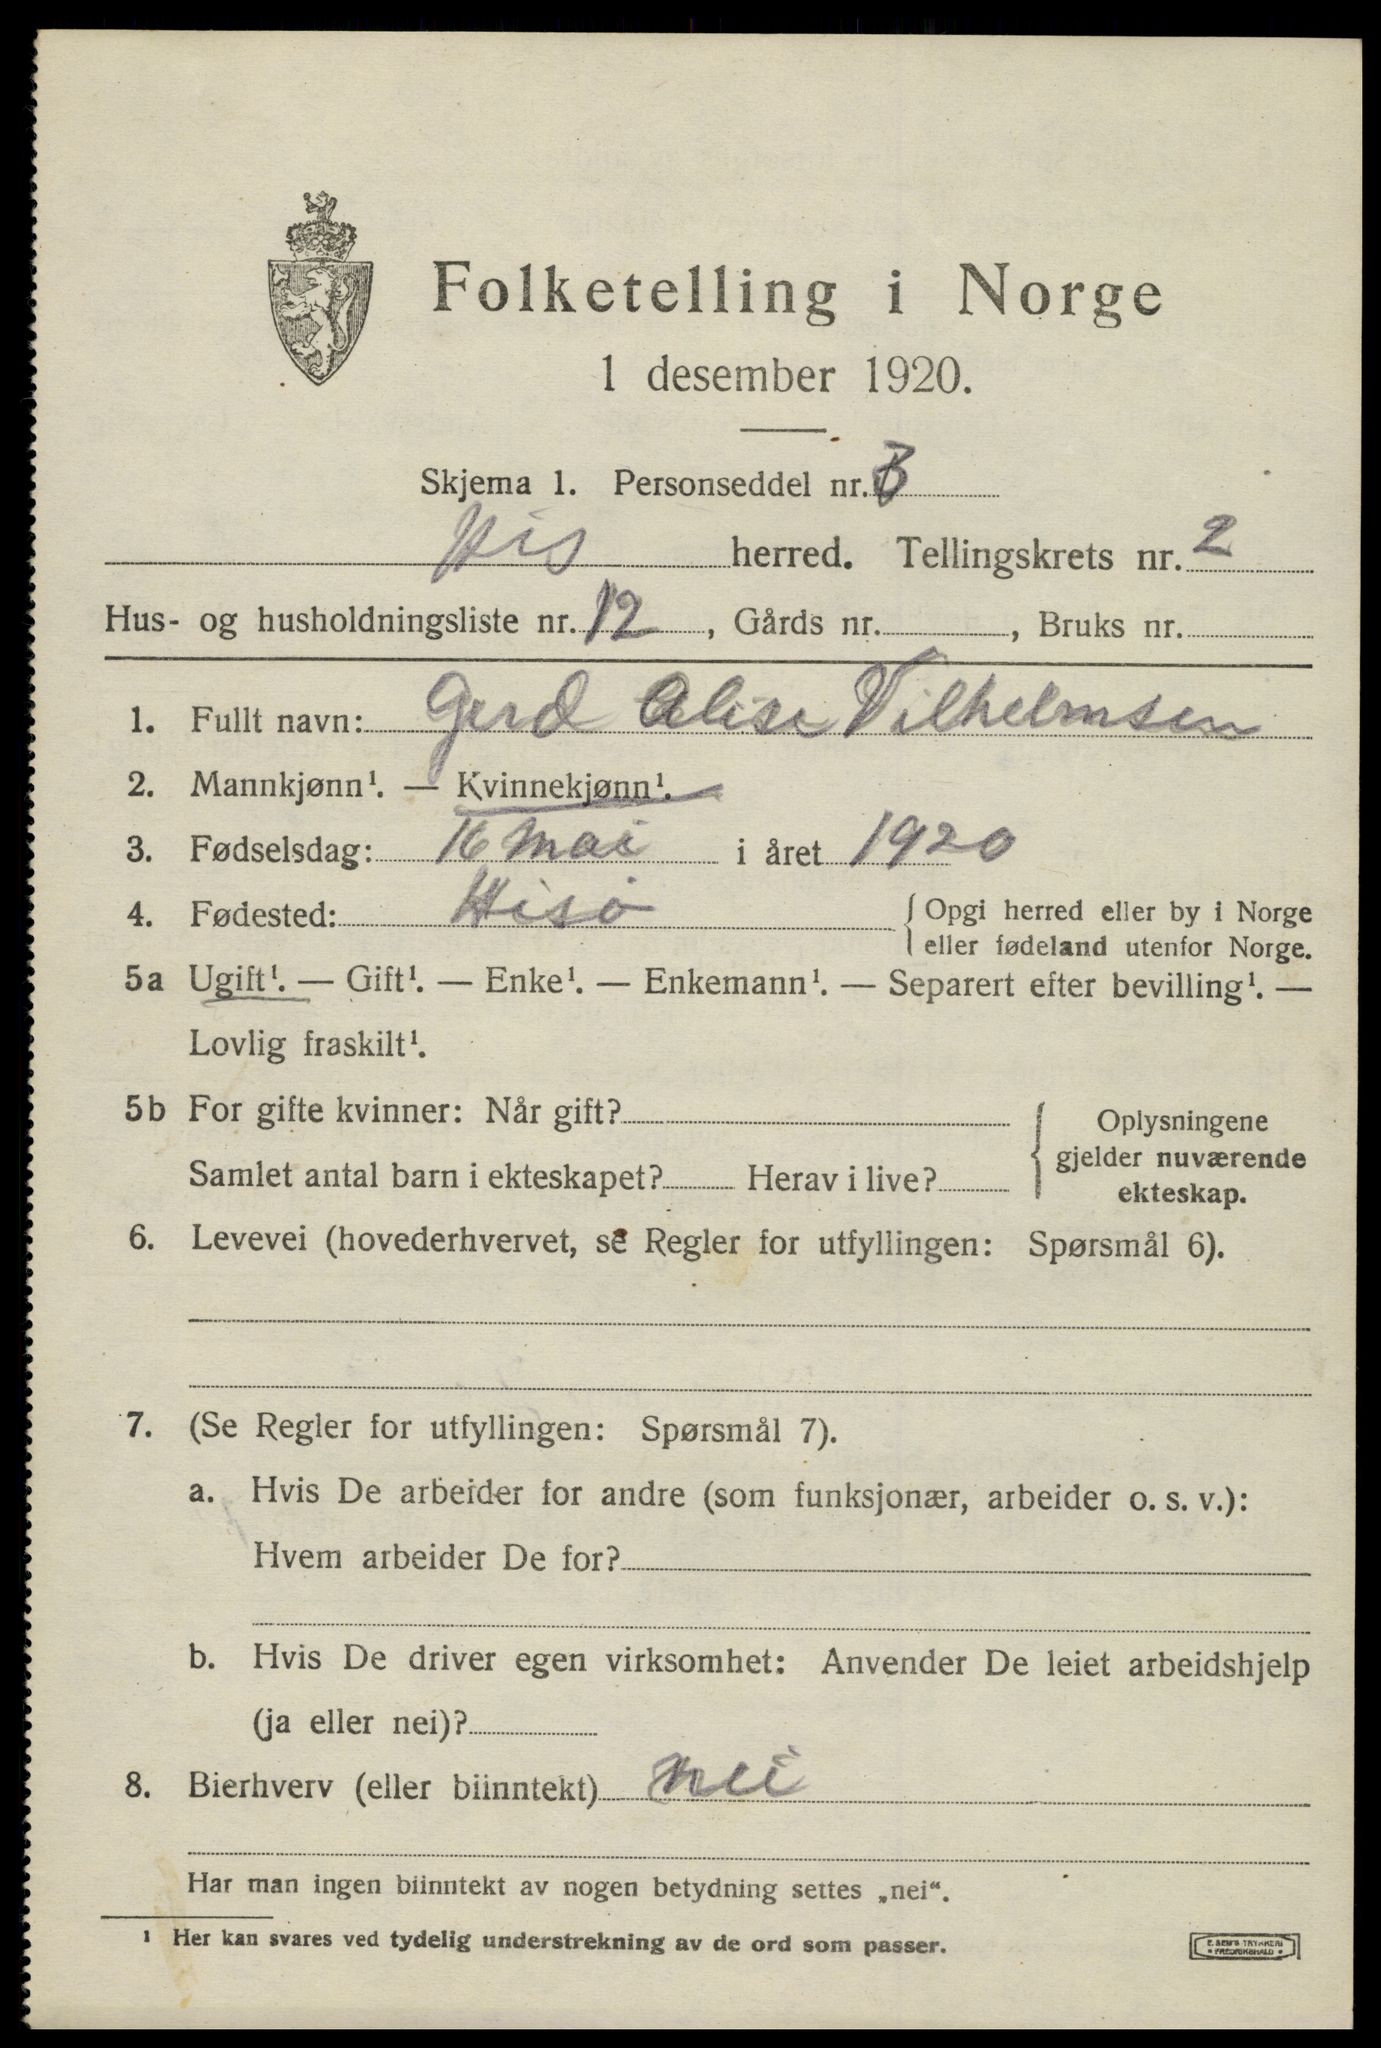 Folketelling i Norge
1 desember 1920.
Skjema 1. Personseddel nr.
His herred. Tellingskrets nr. 2
Hus- og husholdningsliste nr. 12, Gårds nr. , Bruks nr.
1. Fullt navn: Gerd Alise Vilhelmsen
2. Mannkjønn¹. — Kvinnekjønn¹.
3. Fødselsdag: 16 mai i året 1920
4. Fødested: Hisø { Opgi herred eller by i Norge
eller fødeland utenfor Norge.
5a Ugift¹. — Gift¹. — Enke¹. — Enkemann¹. — Separert efter bevilling¹. —
Lovlig fraskilt¹.
5b For gifte kvinner: Når gift?
Samlet antal barn i ekteskapet? Herav i live?
{ Oplysningene
gjelder nuværende
ekteskap.
6. Levevei (hovederhvervet, se Regler for utfyllingen: Spørsmål 6).
7. (Se Regler for utfyllingen: Spørsmål 7).
a. Hvis De arbeider for andre (som funksjonær, arbeider o. s. v.):
Hvem arbeider De for?
b. Hvis De driver egen virksomhet: Anvender De leiet arbeidshjelp
(ja eller nei)?
8. Bierhverv (eller biinntekt) nei
Har man ingen biinntekt av nogen betydning settes „nei“.
¹ Her kan svares ved tydelig understrekning av de ord som passer.
E. SEM'S TRYKKERI
FREDRIKSHALD